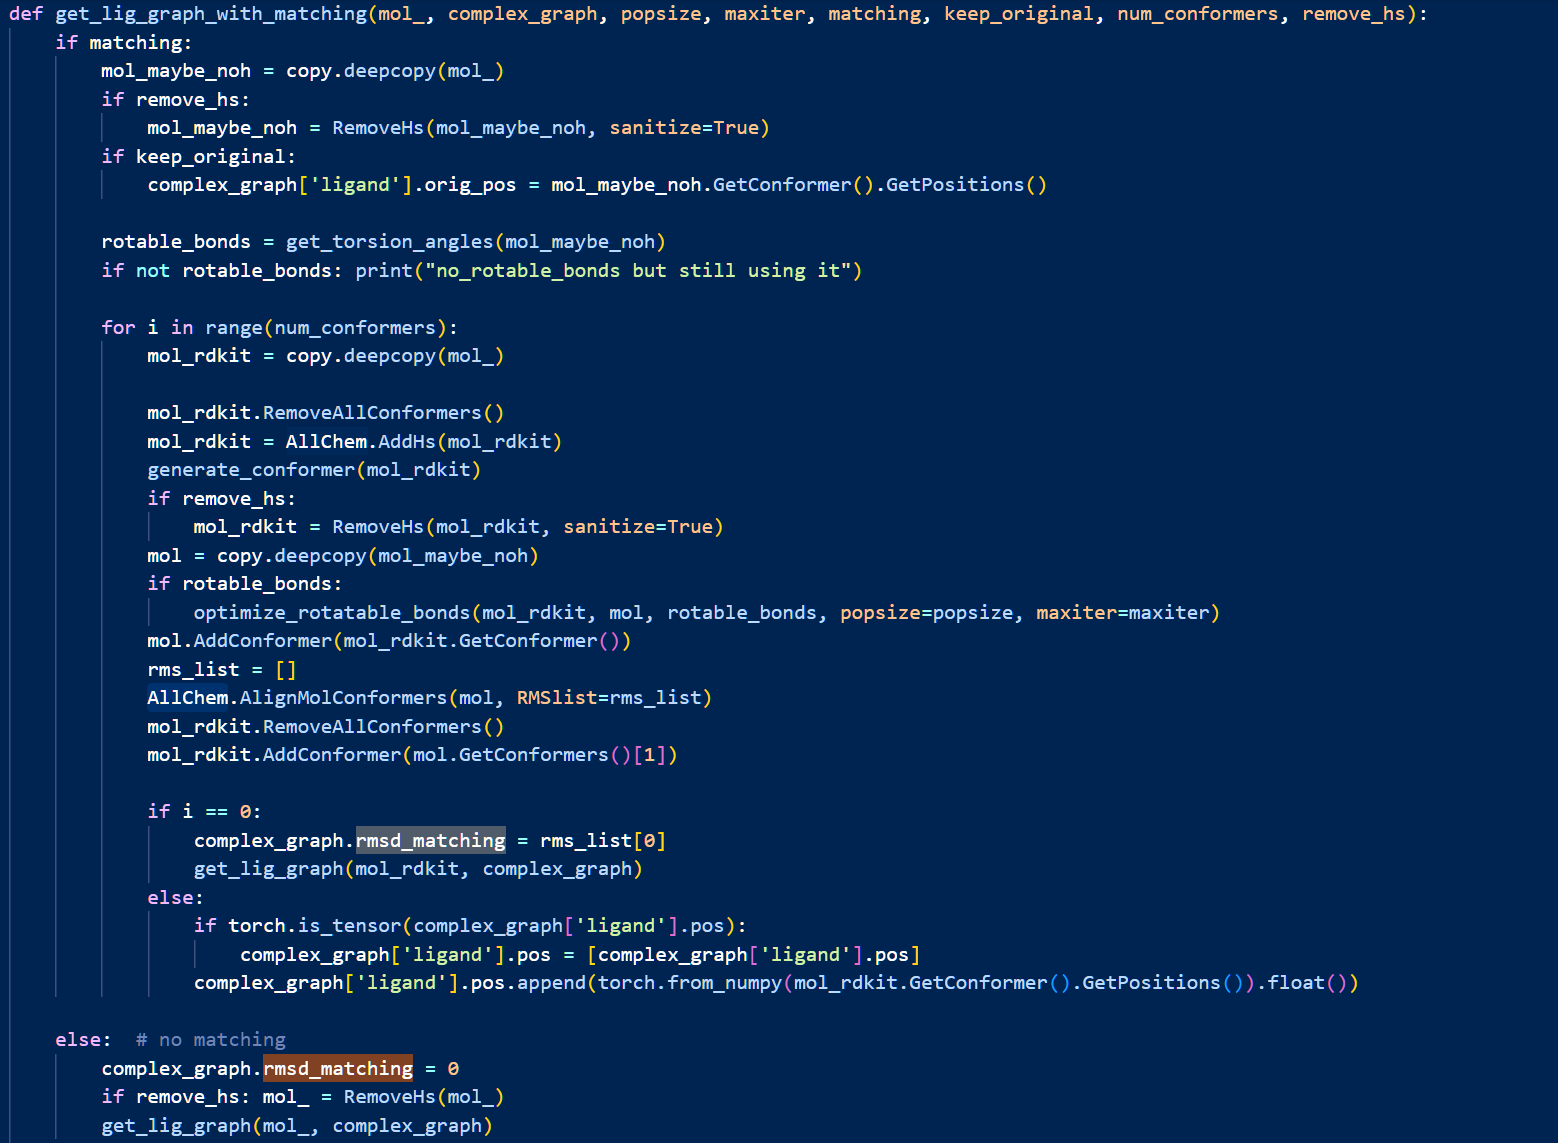 def get_lig_graph_with_matching(mol_, complex_graph, popsize, maxiter, matching, keep_original, num_conformers, remove_hs):
    if matching:
        mol_maybe_noh = copy.deepcopy(mol_)
        if remove_hs:
            mol_maybe_noh = RemoveHs(mol_maybe_noh, sanitize=True)
        if keep_original:
            complex_graph['ligand'].orig_pos = mol_maybe_noh.GetConformer().GetPositions()

        rotable_bonds = get_torsion_angles(mol_maybe_noh)
        if not rotable_bonds: print("no_rotable_bonds but still using it")

        for i in range(num_conformers):
            mol_rdkit = copy.deepcopy(mol_)

            mol_rdkit.RemoveAllConformers()
            mol_rdkit = AllChem.AddHs(mol_rdkit)
            generate_conformer(mol_rdkit)
            if remove_hs:
                mol_rdkit = RemoveHs(mol_rdkit, sanitize=True)
            mol = copy.deepcopy(mol_maybe_noh)
            if rotable_bonds:
                optimize_rotatable_bonds(mol_rdkit, mol, rotable_bonds, popsize=popsize, maxiter=maxiter)
            mol.AddConformer(mol_rdkit.GetConformer())
            rms_list = []
            AllChem.AlignMolConformers(mol, RMSlist=rms_list)
            mol_rdkit.RemoveAllConformers()
            mol_rdkit.AddConformer(mol.GetConformers()[1])

            if i == 0:
                complex_graph.rmsd_matching = rms_list[0]
                get_lig_graph(mol_rdkit, complex_graph)
            else:
                if torch.is_tensor(complex_graph['ligand'].pos):
                    complex_graph['ligand'].pos = [complex_graph['ligand'].pos]
                complex_graph['ligand'].pos.append(torch.from_numpy(mol_rdkit.GetConformer().GetPositions()).float())

    else:  # no matching
        complex_graph.rmsd_matching = 0
        if remove_hs: mol_ = RemoveHs(mol_)
        get_lig_graph(mol_, complex_graph)